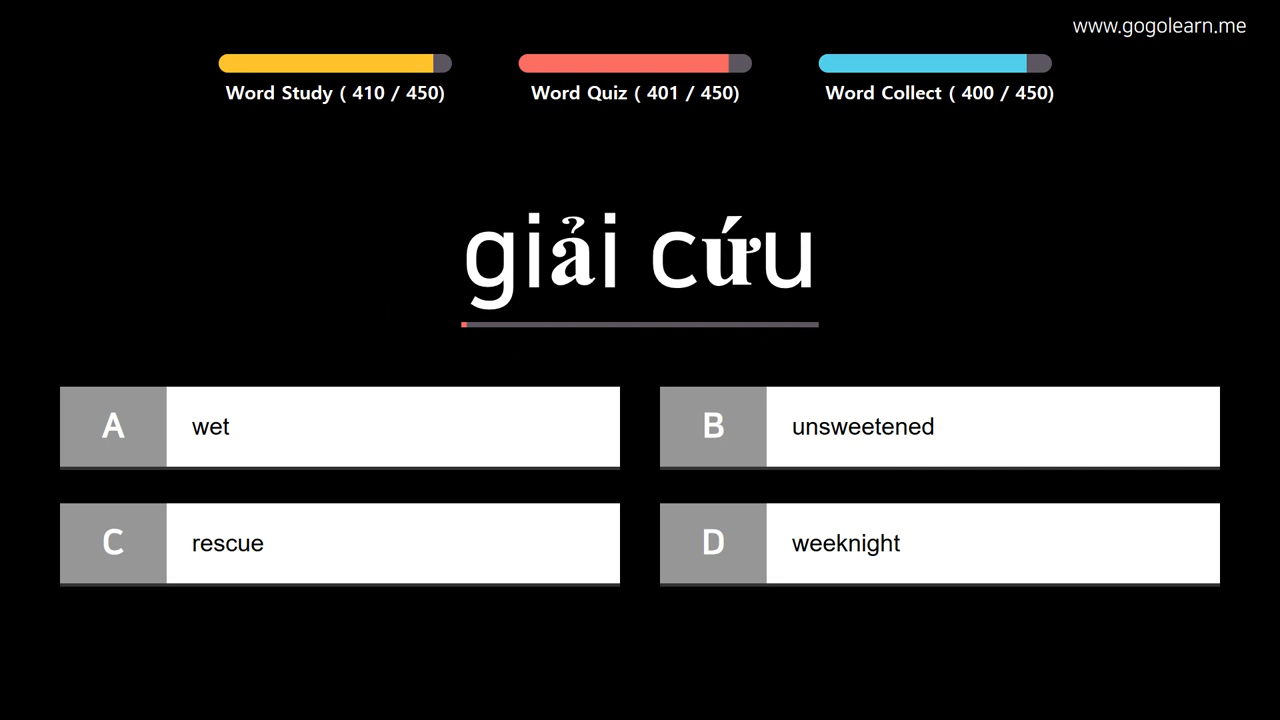 www.gogolearn.me
Word Study ( 410 / 450)
Word Quiz ( 401 / 450)
Word Collect ( 400 / 450)
giải cứu
A wet
B unsweetened
C rescue
D weeknight